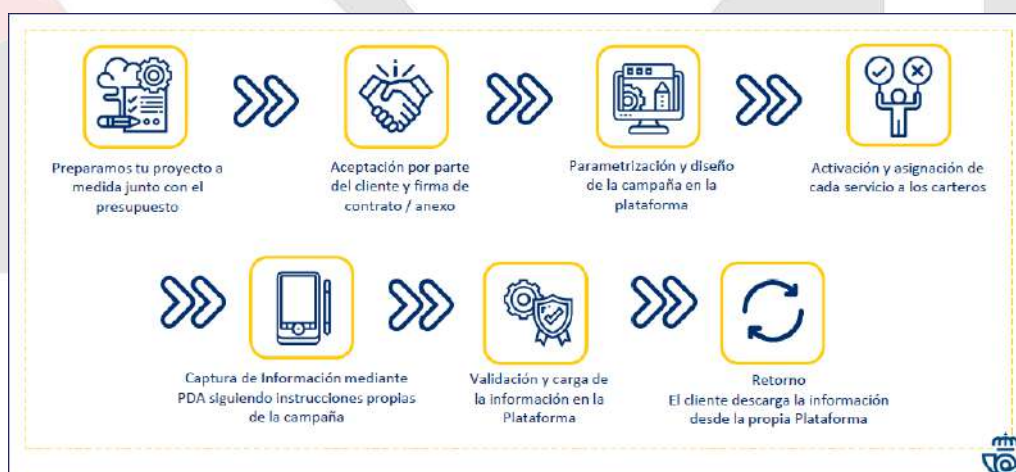 Preparamos tu proyecto a
medida junto con el
presupuesto
Aceptación por parte
del cliente y firma de
contrato / anexo
Parametrización y diseño
de la campaña en la
plataforma
Activación y asignación de
cada servicio a los carteros
Captura de Información mediante
PDA siguiendo instrucciones propias
de la campaña
Validación y carga de
la información en la
Plataforma
Retorno
El cliente descarga la información
desde la propia Plataforma